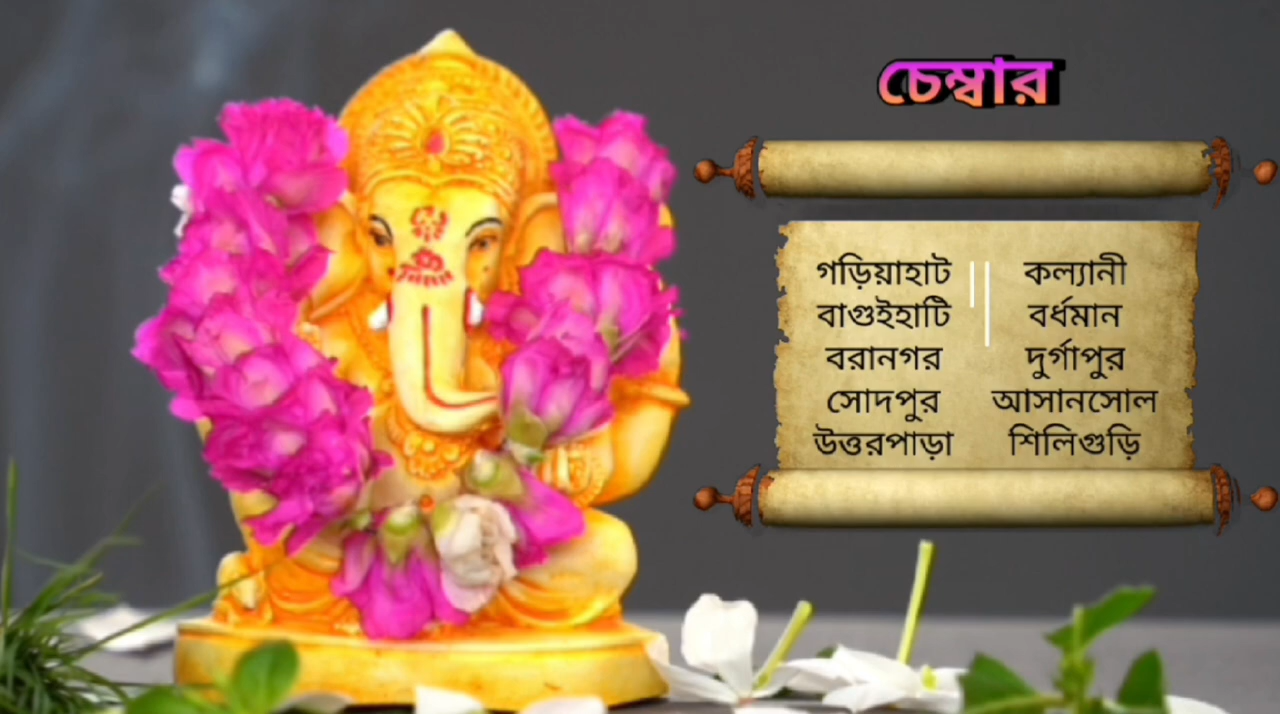 চেম্বার
গড়িয়াহাট
বাগুইহাটি
বরানগর
সোদপুর
উত্তরপাড়া
কল্যানী
বর্ধমান
দুর্গাপুর
আসানসোল
শিলিগুড়ি